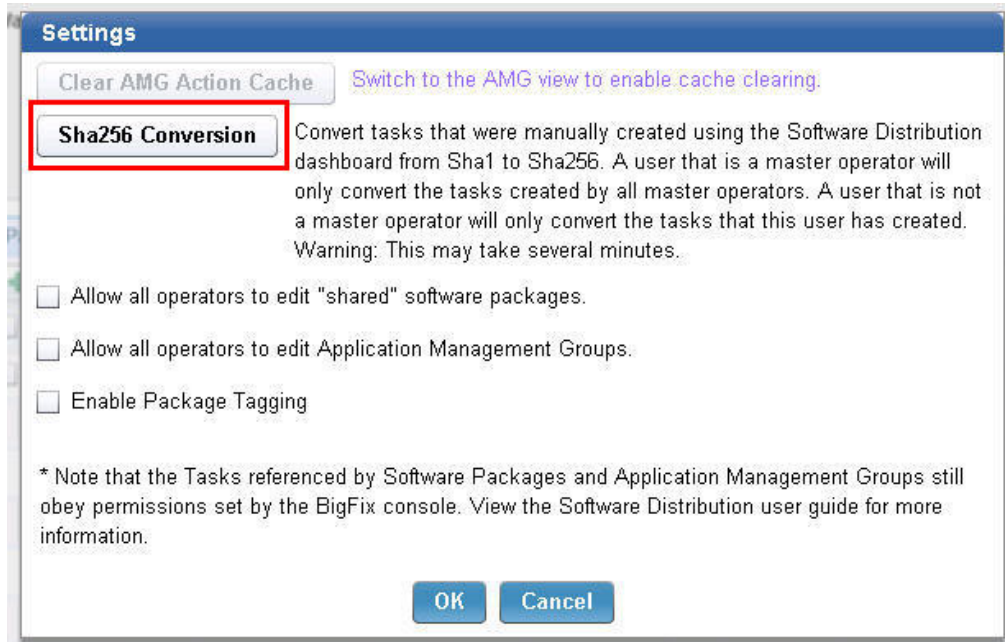 Settings
Clear AMG Action Cache Switch to the AMG view to enable cache clearing.
Sha256 Conversion Convert tasks that were manually created using the Software Distribution
dashboard from Sha1 to Sha256. A user that is a master operator will
only convert the tasks created by all master operators. A user that is not
a master operator will only convert the tasks that this user has created.
Warning: This may take several minutes.
Allow all operators to edit "shared" software packages.
Allow all operators to edit Application Management Groups.
Enable Package Tagging
* Note that the Tasks referenced by Software Packages and Application Management Groups still
obey permissions set by the BigFix console. View the Software Distribution user guide for more
information.
OK Cancel